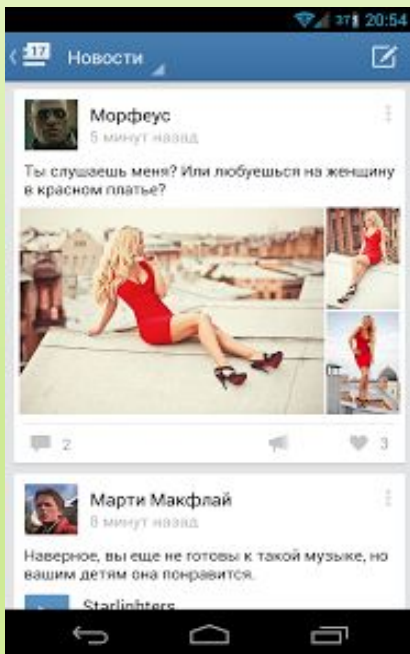 37 20:54
17 Новости
Морфеус
5 минут назад
Ты слушаешь меня? Или любуешься на женщину
в красном платье?
2 3
Марти Макфлай
8 минут назад
Наверное, вы еще не готовы к такой музыке, но
вашим детям она понравится.
Starlighters